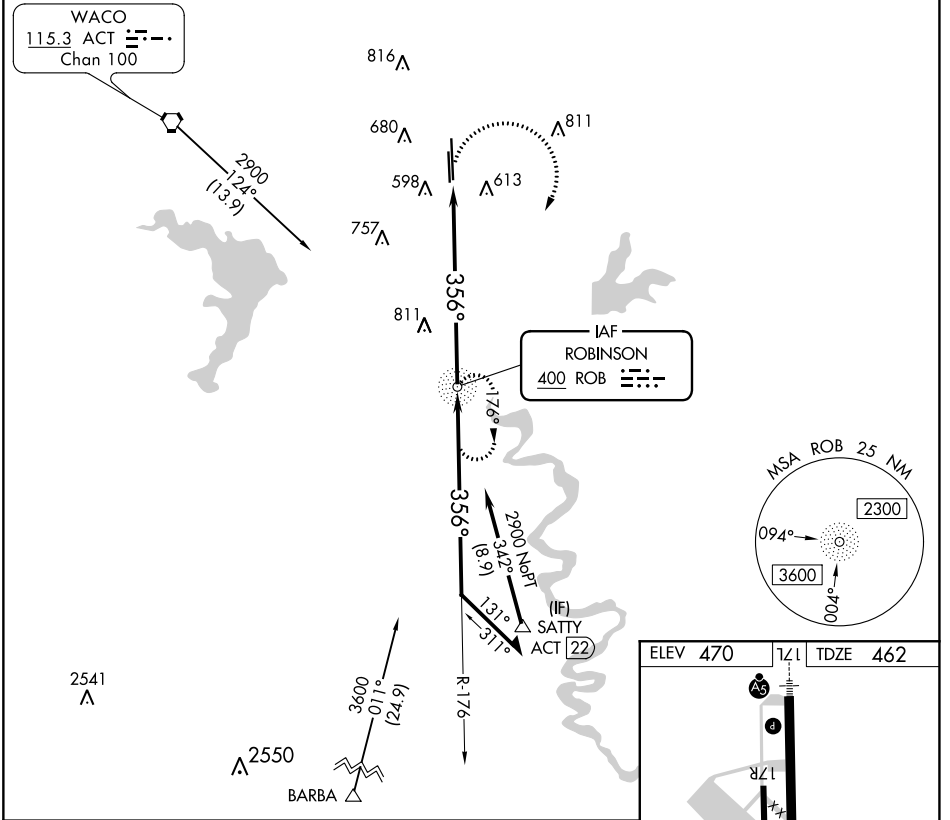 WACO
115.3 ACT
Chan 100
816
680
811
598
613
2900
124°
(13.9)
757
356°
811
IAF
ROBINSON
400 ROB
176°
356°
2900 NoPT
342°
(8.9)
131°
311°
(IF)
SATTY
ACT 22
R-176
MSA ROB 25 NM
2300
094°
3600
004°
2541
3600
011°
(24.9)
2550
BARBA
ELEV 470
17L
TDZE 462
A5
P
17R
X X